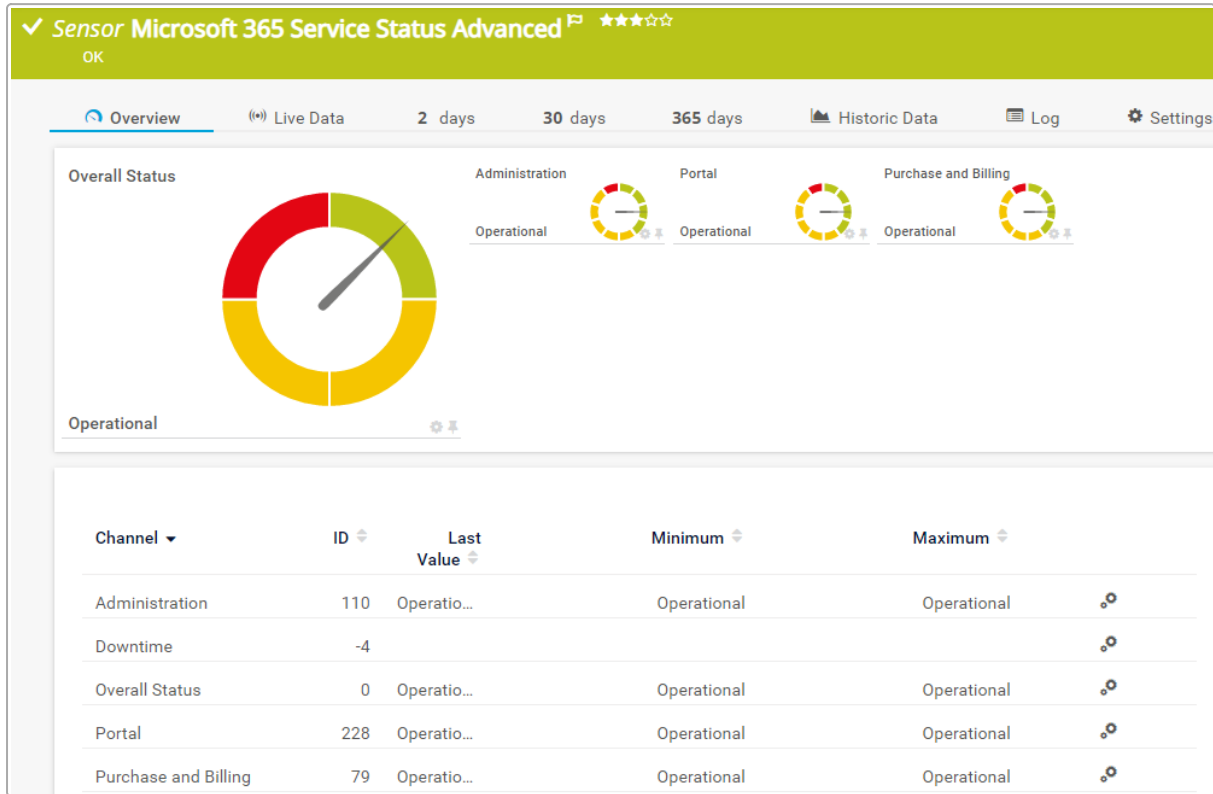 Sensor Microsoft 365 Service Status Advanced
OK
Overview Live Data 2 days 30 days 365 days Historic Data Log Settings
Overall Status
Operational
Administration
Operational
Portal
Operational
Purchase and Billing
Operational
Channel ID Last Value Minimum Maximum
Administration 110 Operatio... Operational Operational
Downtime -4
Overall Status 0 Operatio... Operational Operational
Portal 228 Operatio... Operational Operational
Purchase and Billing 79 Operatio... Operational Operational